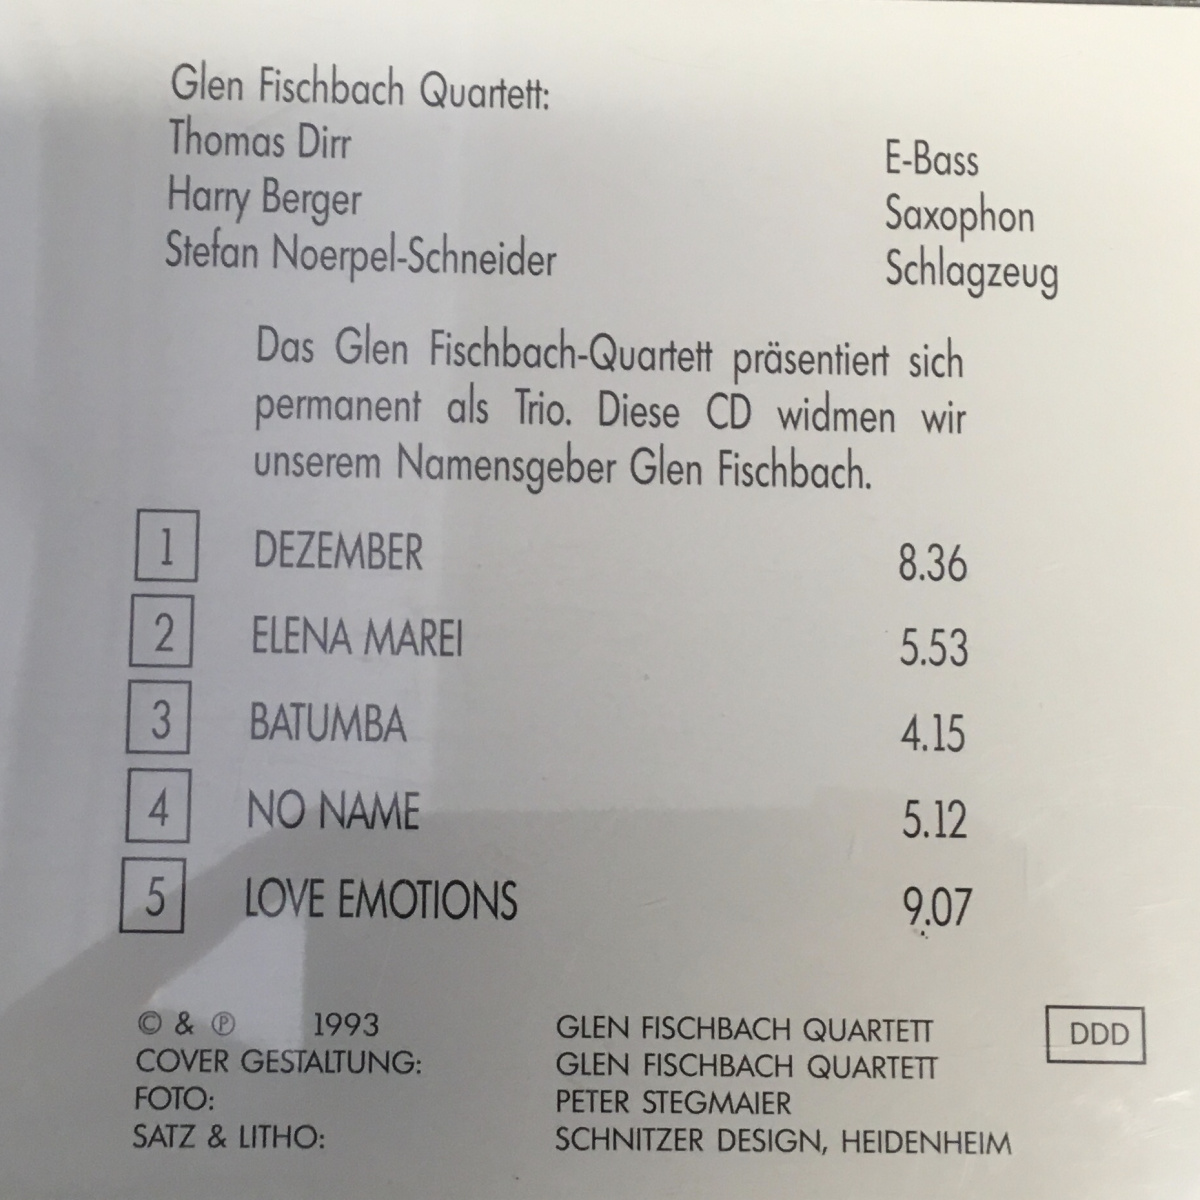 Glen Fischbach Quartett:
Thomas Dirr E-Bass
Harry Berger Saxophon
Stefan Noerpel-Schneider Schlagzeug
Das Glen Fischbach-Quartett präsentiert sich
permanent als Trio. Diese CD widmen wir
unserem Namensgeber Glen Fischbach.
1 DEZEMBER 8.36
2 ELENA MAREI 5.53
3 BATUMBA 4.15
4 NO NAME 5.12
5 LOVE EMOTIONS 9.07
© & ℗ 1993 GLEN FISCHBACH QUARTETT DDD
COVER GESTALTUNG: GLEN FISCHBACH QUARTETT
FOTO: PETER STEGMAIER
SATZ & LITHO: SCHNITZER DESIGN, HEIDENHEIM